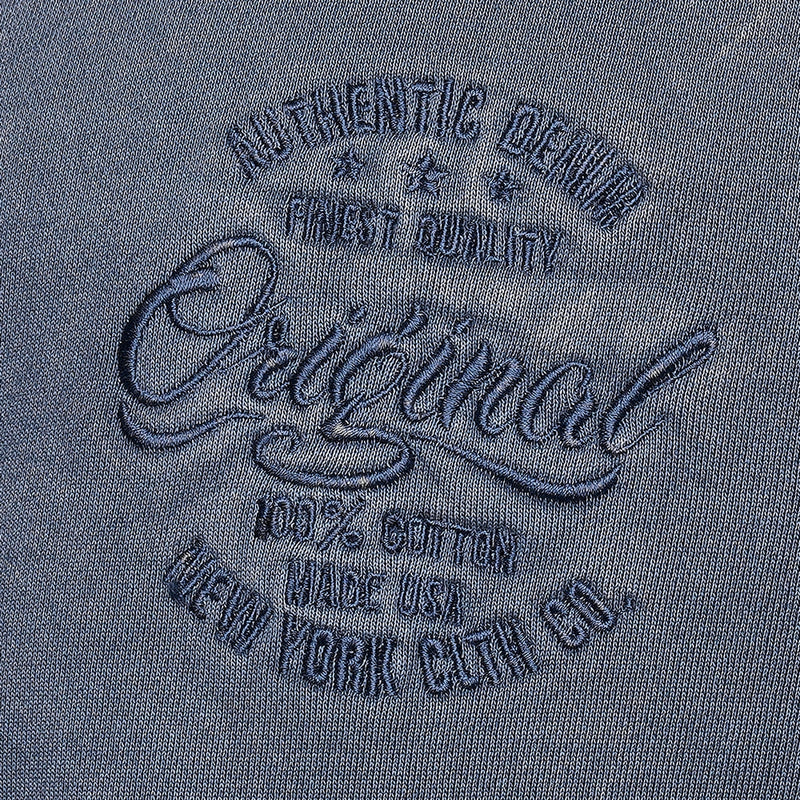 AUTHENTIC DENIM
FINEST QUALITY
Original
100% COTTON
MADE USA
NEW YORK CLTH CO.